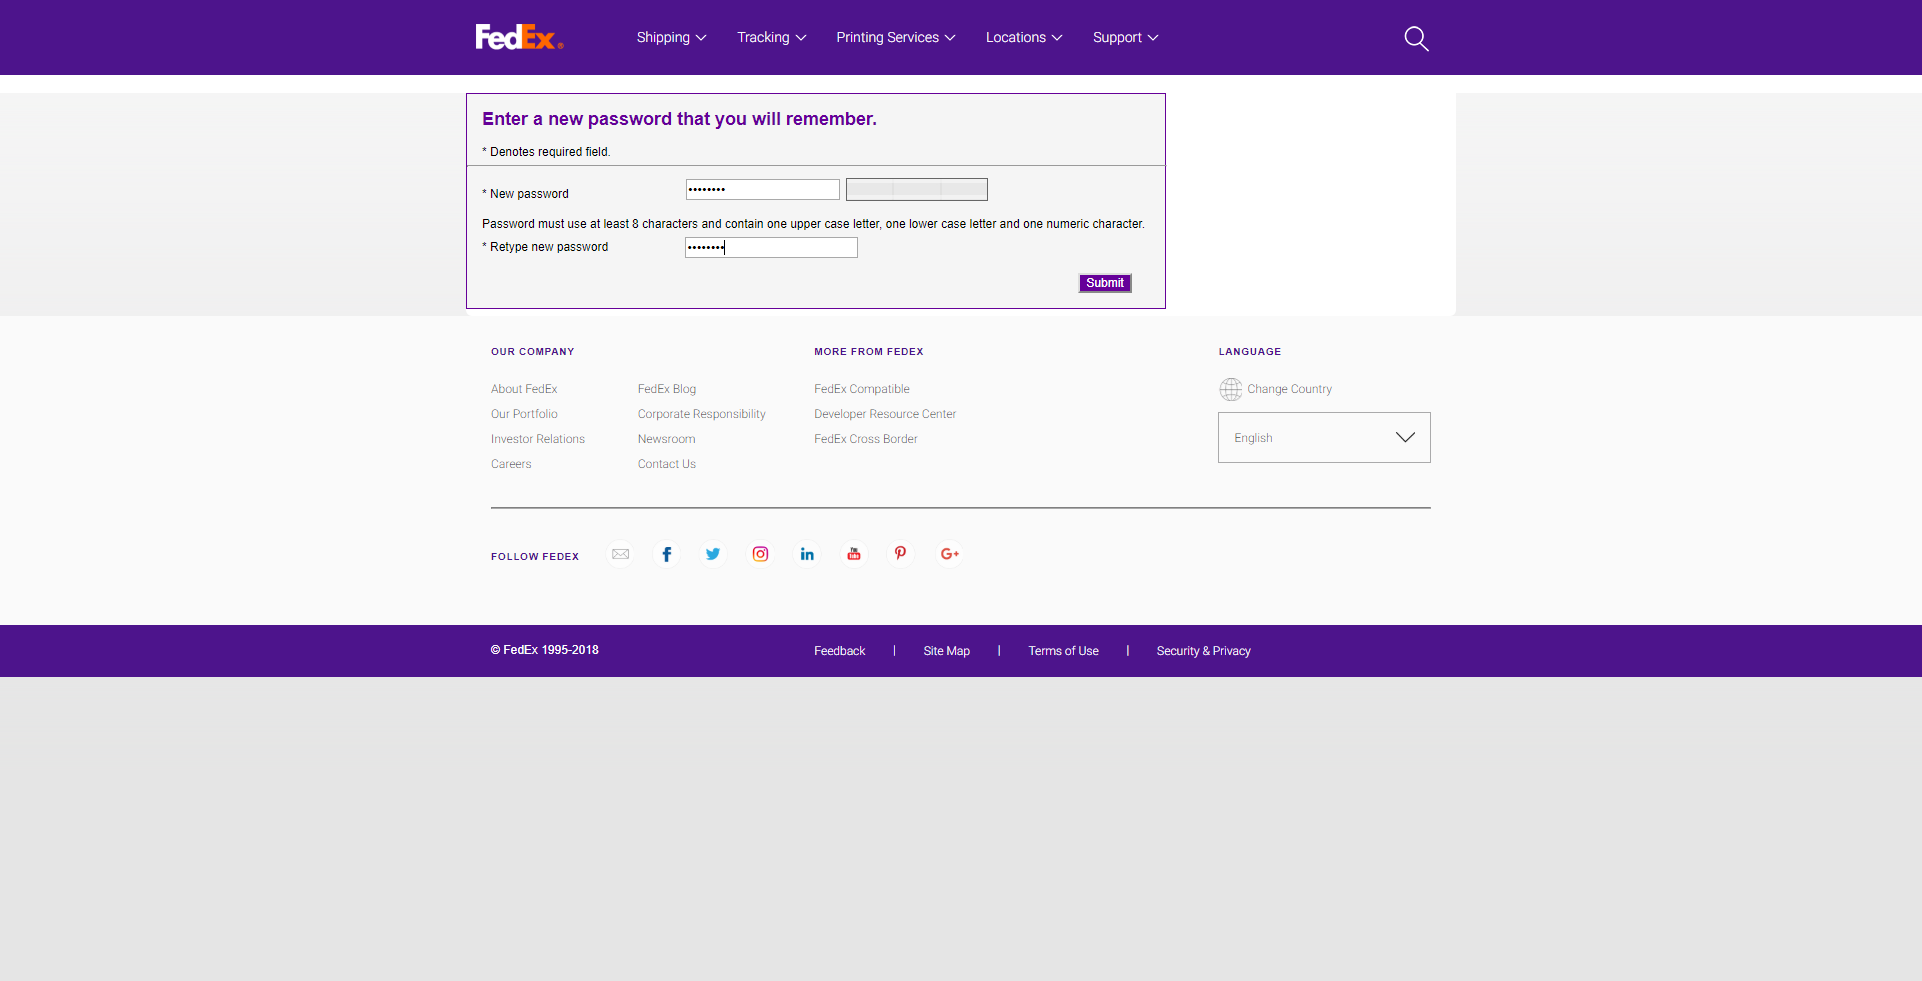 FedEx®
Shipping Tracking Printing Services Locations Support
Enter a new password that you will remember.
* Denotes required field.
* New password ••••••••
Password must use at least 8 characters and contain one upper case letter, one lower case letter and one numeric character.
* Retype new password ••••••••
Submit
OUR COMPANY
About FedEx
Our Portfolio
Investor Relations
Careers
FedEx Blog
Corporate Responsibility
Newsroom
Contact Us
MORE FROM FEDEX
FedEx Compatible
Developer Resource Center
FedEx Cross Border
LANGUAGE
Change Country
English
FOLLOW FEDEX
© FedEx 1995-2018
Feedback | Site Map | Terms of Use | Security & Privacy